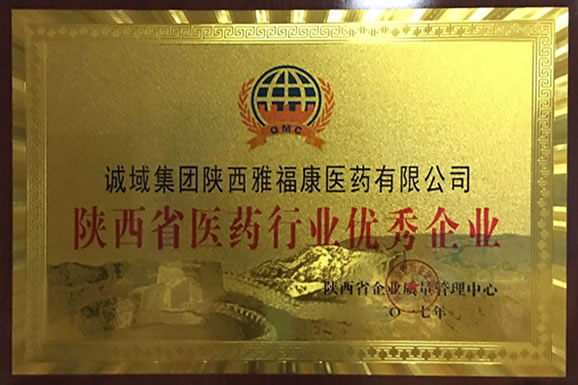 QMC
诚域集团陕西雅福康医药有限公司
陕西省医药行业优秀企业
陕西省企业质量管理中心
〇一七年